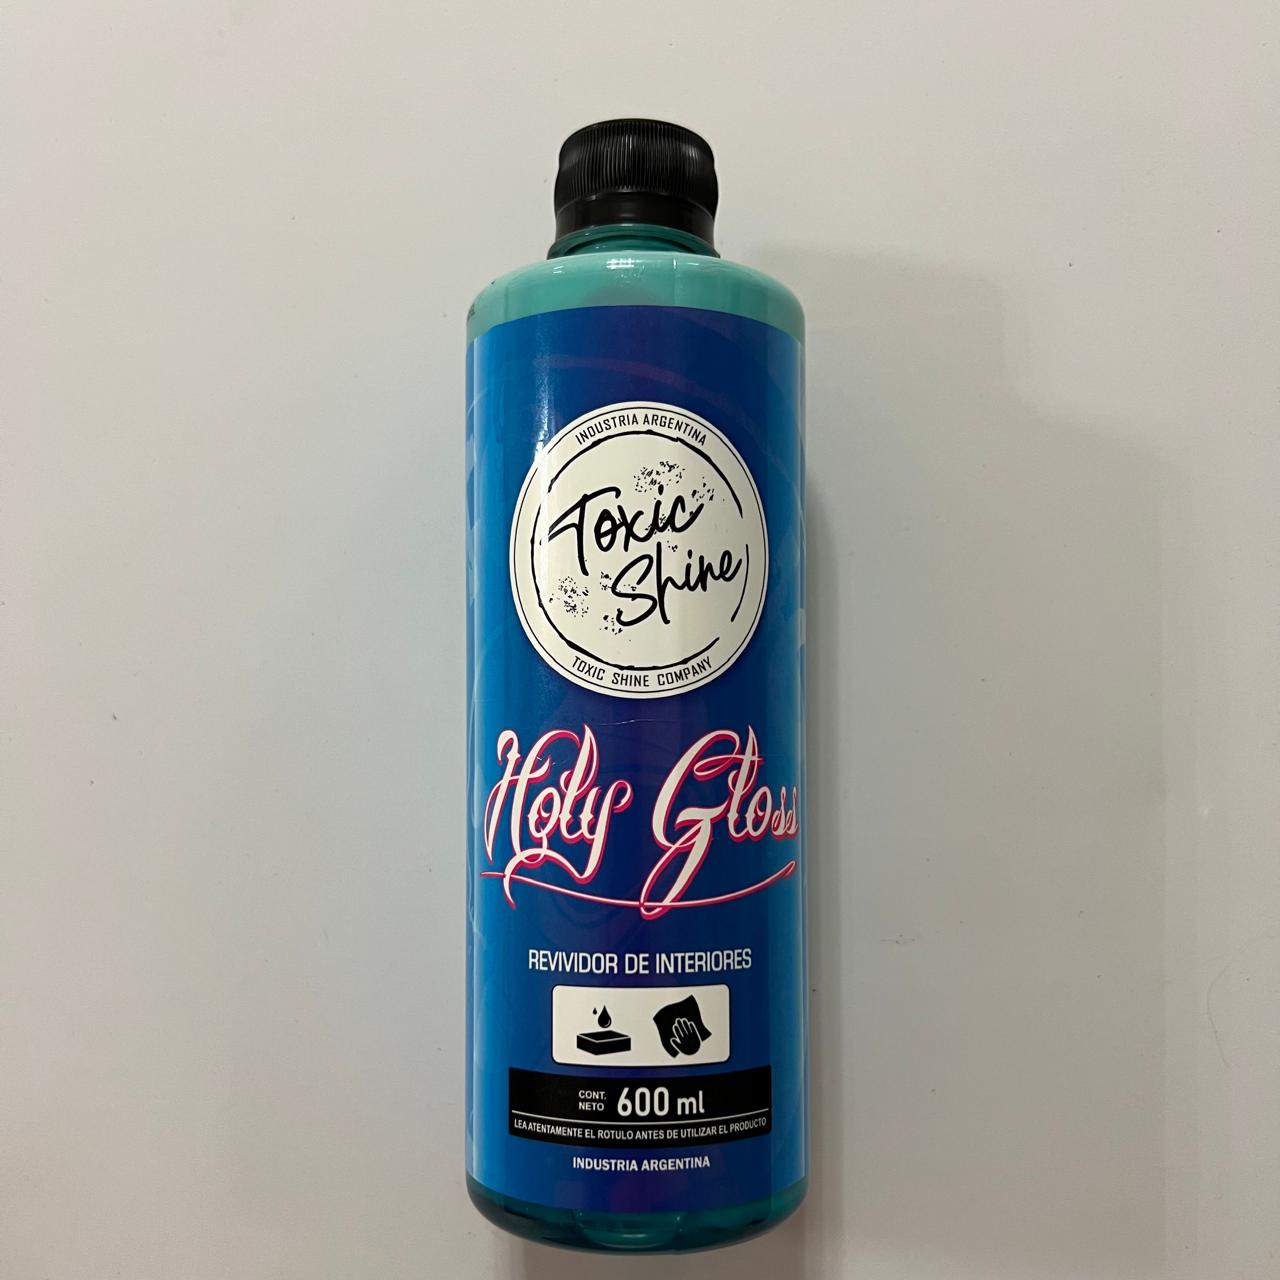 INDUSTRIA ARGENTINA
Toxic
Shine
TOXIC SHINE COMPANY
Holy Gloss
REVIVIDOR DE INTERIORES
CONT.
NETO 600 ml
LEA ATENTAMENTE EL ROTULO ANTES DE UTILIZAR EL PRODUCTO
INDUSTRIA ARGENTINA